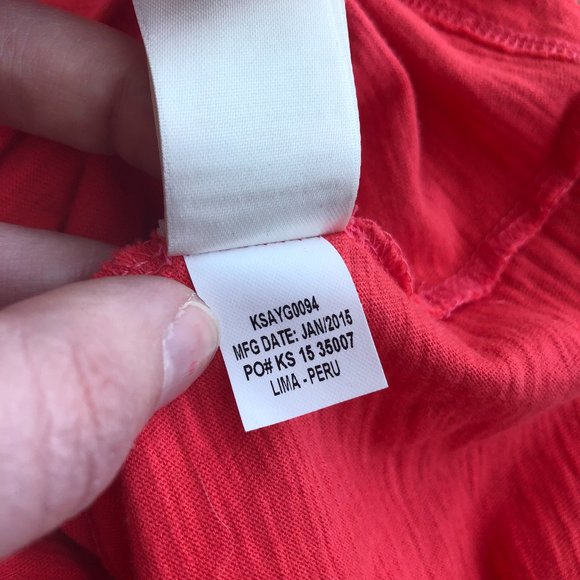 KSAYG0094
MFG DATE: JAN/2015
PO# KS 15 35007
LIMA - PERU